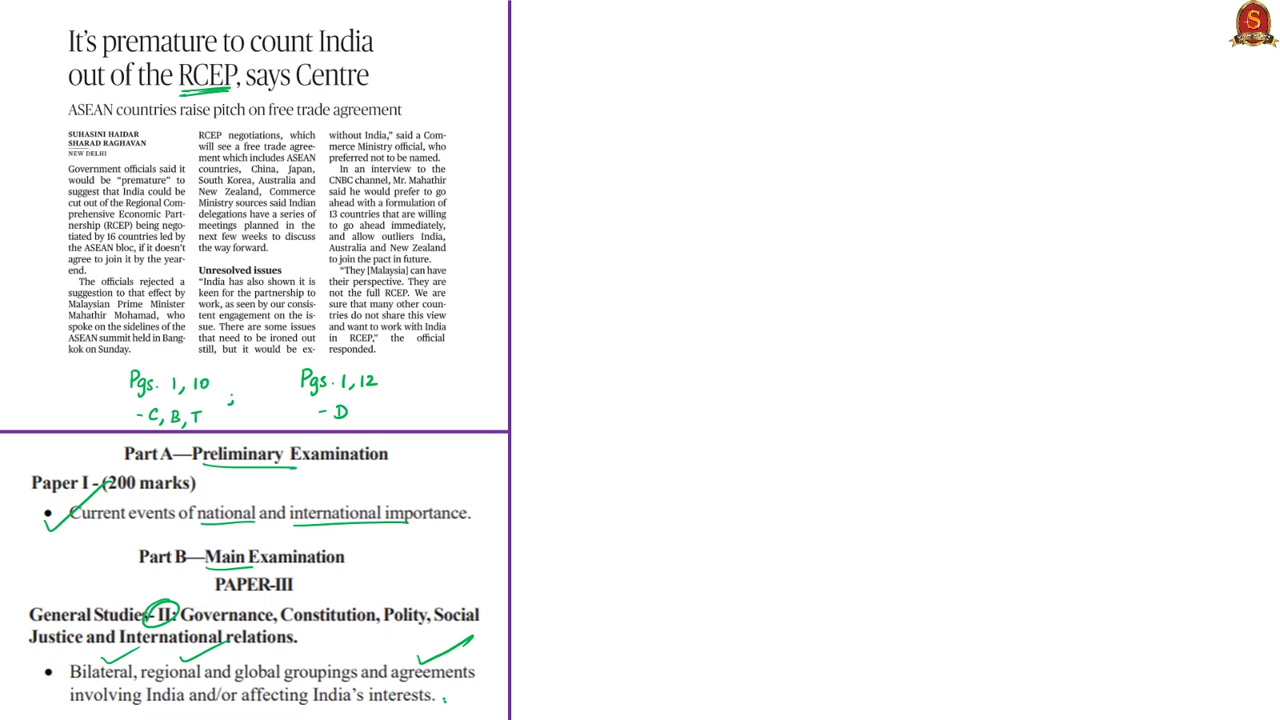 It's premature to count India
out of the RCEP, says Centre
ASEAN countries raise pitch on free trade agreement
SUHASINI HAIDAR
SHARAD RAGHAVAN
NEW DELHI
Government officials said it
would be "premature" to
suggest that India could be
cut out of the Regional Com-
prehensive Economic Part-
nership (RCEP) being nego-
tiated by 16 countries led by
the ASEAN bloc, if it doesn't
agree to join it by the year-
end.
The officials rejected a
suggestion to that effect by
Malaysian Prime Minister
Mahathir Mohamad, who
spoke on the sidelines of the
ASEAN summit held in Bang-
kok on Sunday.
RCEP negotiations, which
will see a free trade agree-
ment which includes ASEAN
countries, China, Japan,
South Korea, Australia and
New Zealand, Commerce
Ministry sources said Indian
delegations have a series of
meetings planned in the
next few weeks to discuss
the way forward.
Unresolved issues
"India has also shown it is
keen for the partnership to
work, as seen by our consis-
tent engagement on the is-
sue. There are some issues
that need to be ironed out
still, but it would be ex-
without India," said a Com-
merce Ministry official, who
preferred not to be named.
In an interview to the
CNBC channel, Mr. Mahathir
said he would prefer to go
ahead with a formulation of
13 countries that are willing
to go ahead immediately,
and allow outliers India,
Australia and New Zealand
to join the pact in future.
"They [Malaysia] can have
their perspective. They are
not the full RCEP. We are
sure that many other coun-
tries do not share this view
and want to work with India
in RCEP," the official
responded.
Pgs. 1, 10 ;
- C, B, T
Pgs. 1, 12
- D
Part A—Preliminary Examination
Paper I - (200 marks)
• Current events of national and international importance.
Part B—Main Examination
PAPER-III
General Studies- II: Governance, Constitution, Polity, Social
Justice and International relations.
• Bilateral, regional and global groupings and agreements
involving India and/or affecting India's interests.
S